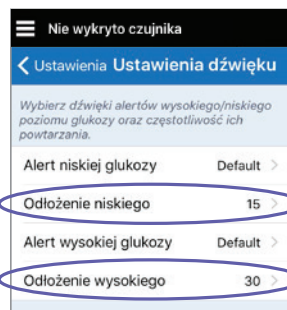 Nie wykryto czujnika
Ustawienia Ustawienia dźwięku
Wybierz dźwięki alertów wysokiego/niskiego
poziomu glukozy oraz częstotliwość ich
powtarzania.
Alert niskiej glukozy Default
Odłożenie niskiego 15
Alert wysokiej glukozy Default
Odłożenie wysokiego 30